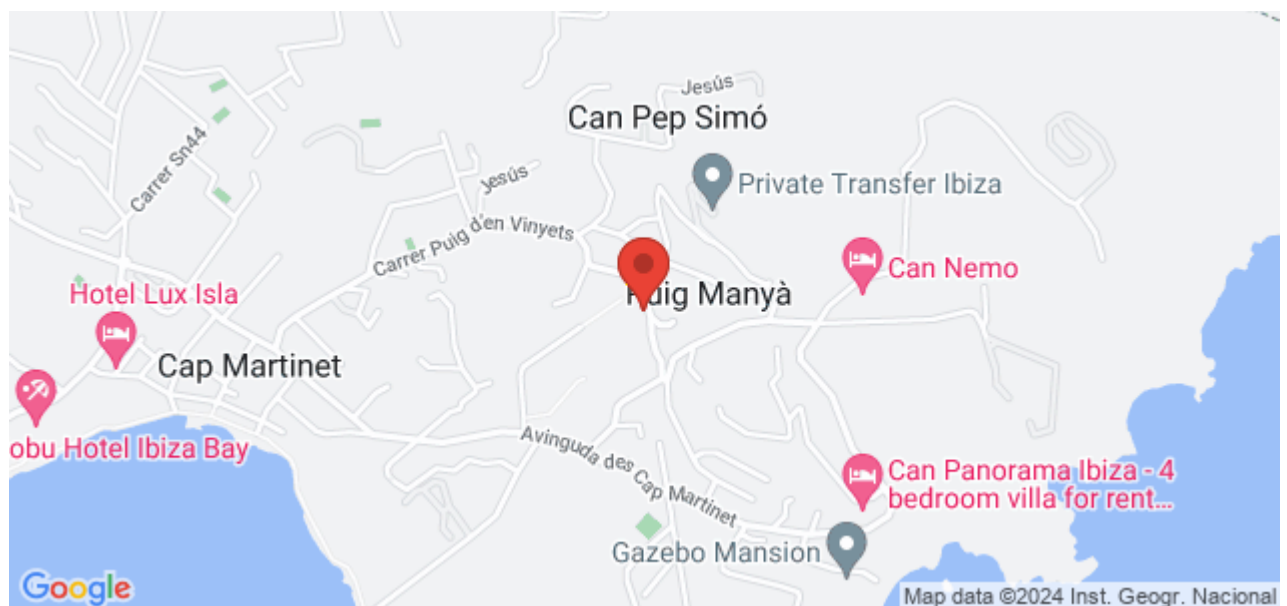 Jesús
Can Pep Simó
Carrer Sn44
Jesús
Private Transfer Ibiza
Carrer Puig d'en Vinyets
Can Nemo
Hotel Lux Isla
Manyà
Cap Martinet
obu Hotel Ibiza Bay
Avinguda des Cap Martinet
Can Panorama Ibiza - 4
bedroom villa for rent...
Gazebo Mansion
Google
Map data ©2024 Inst. Geogr. Nacional